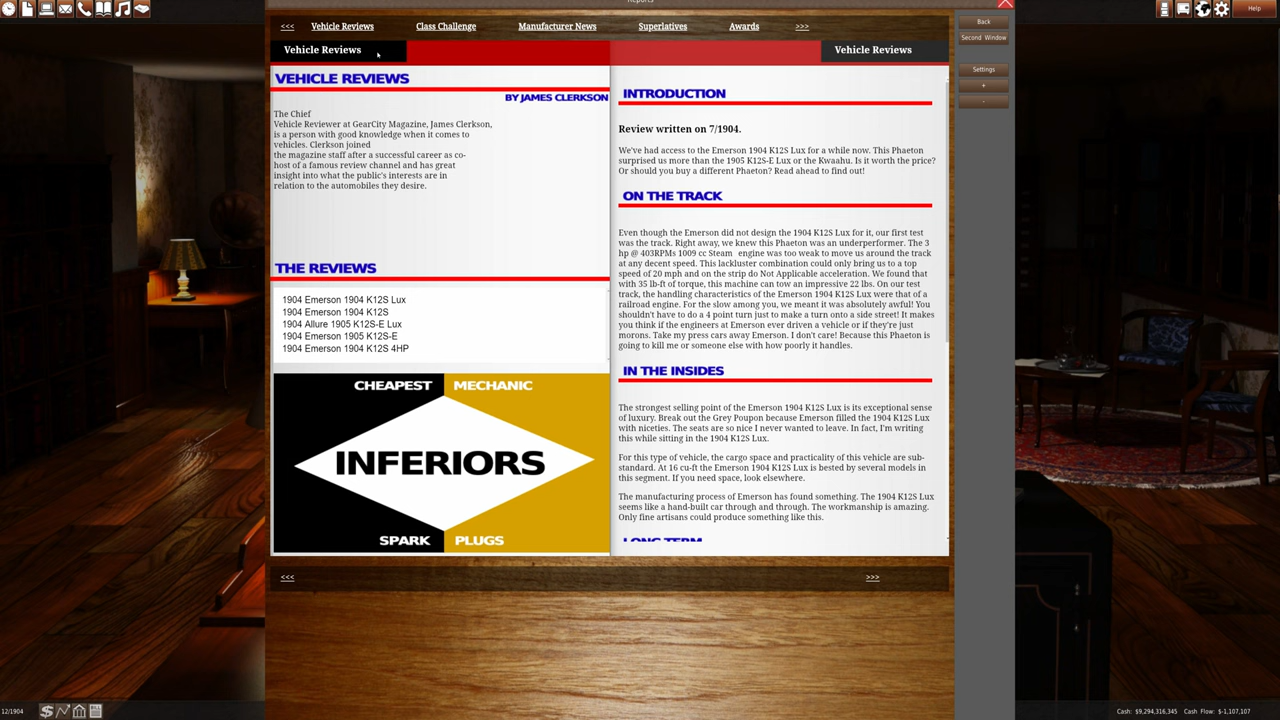 Reports
Help
<<< Vehicle Reviews Class Challenge Manufacturer News Superlatives Awards >>>
Back
Second Window
Settings
+
-
Vehicle Reviews
Vehicle Reviews
VEHICLE REVIEWS
BY JAMES CLERKSON
The Chief
Vehicle Reviewer at GearCity Magazine, James Clerkson,
is a person with good knowledge when it comes to
vehicles. Clerkson joined
the magazine staff after a successful career as co-
host of a famous review channel and has great
insight into what the public's interests are in
relation to the automobiles they desire.
THE REVIEWS
1904 Emerson 1904 K12S Lux
1904 Emerson 1904 K12S
1904 Allure 1905 K12S-E Lux
1904 Emerson 1905 K12S-E
1904 Emerson 1904 K12S 4HP
CHEAPEST MECHANIC
INFERIORS
SPARK PLUGS
INTRODUCTION
Review written on 7/1904.
We've had access to the Emerson 1904 K12S Lux for a while now. This Phaeton
surprised us more than the 1905 K12S-E Lux or the Kwaahu. Is it worth the price?
Or should you buy a different Phaeton? Read ahead to find out!
ON THE TRACK
Even though the Emerson did not design the 1904 K12S Lux for it, our first test
was the track. Right away, we knew this Phaeton was an underperformer. The 3
hp @ 403RPMs 1009 cc Steam engine was too weak to move us around the track
at any decent speed. This lackluster combination could only bring us to a top
speed of 20 mph and on the strip do Not Applicable acceleration. We found that
with 35 lb-ft of torque, this machine can tow an impressive 22 lbs. On our test
track, the handling characteristics of the Emerson 1904 K12S Lux were that of a
railroad engine. For the slow among you, we meant it was absolutely awful! You
shouldn't have to do a 4 point turn just to make a turn onto a side street! It makes
you think if the engineers at Emerson ever driven a vehicle or if they're just
morons. Take my press cars away Emerson. I don't care! Because this Phaeton is
going to kill me or someone else with how poorly it handles.
IN THE INSIDES
The strongest selling point of the Emerson 1904 K12S Lux is its exceptional sense
of luxury. Break out the Grey Poupon because Emerson filled the 1904 K12S Lux
with niceties. The seats are so nice I never wanted to leave. In fact, I'm writing
this while sitting in the 1904 K12S Lux.
For this type of vehicle, the cargo space and practicality of this vehicle are sub-
standard. At 16 cu-ft the Emerson 1904 K12S Lux is bested by several models in
this segment. If you need space, look elsewhere.
The manufacturing process of Emerson has found something. The 1904 K12S Lux
seems like a hand-built car through and through. The workmanship is amazing.
Only fine artisans could produce something like this.
LONG TERM
<<< >>>
12/1904
Cash: $9,294,316,345 Cash Flow: $-1,107,107